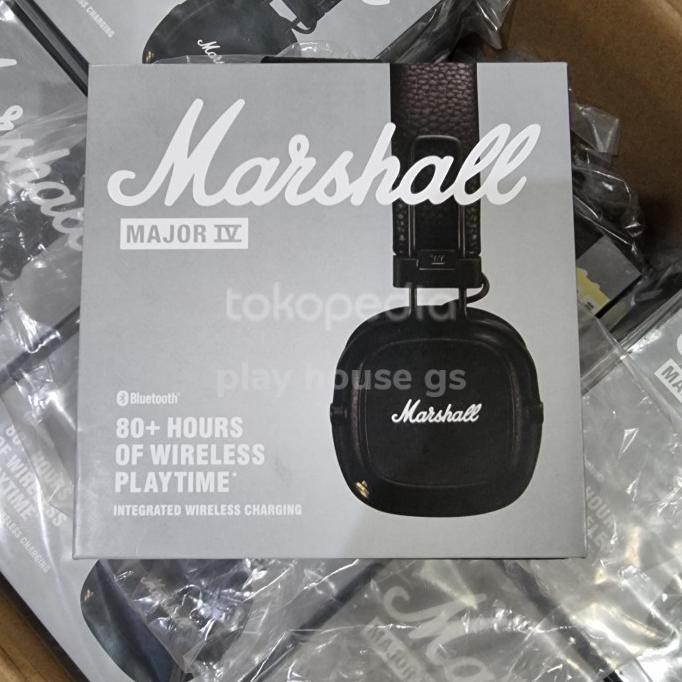 Marshall
MAJOR IV
tokopedia
play house gs
Bluetooth®
80+ HOURS
OF WIRELESS
PLAYTIME*
INTEGRATED WIRELESS CHARGING
Marshall